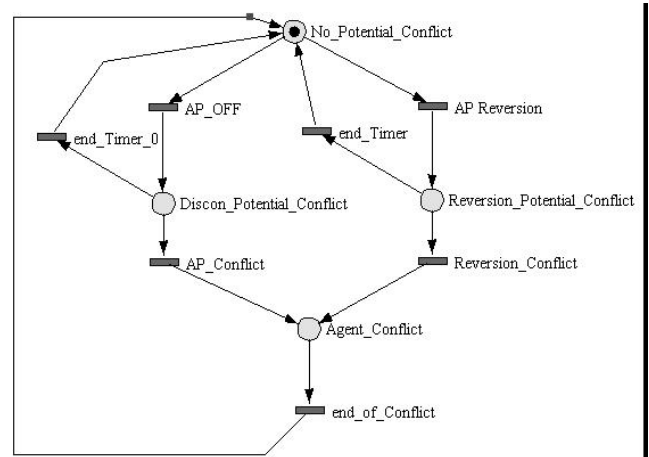 No_Potential_Conflict
AP_OFF
AP Reversion
end_Timer_0
end_Timer
Discon_Potential_Conflict
Reversion_Potential_Conflict
AP_Conflict
Reversion_Conflict
Agent_Conflict
end_of_Conflict